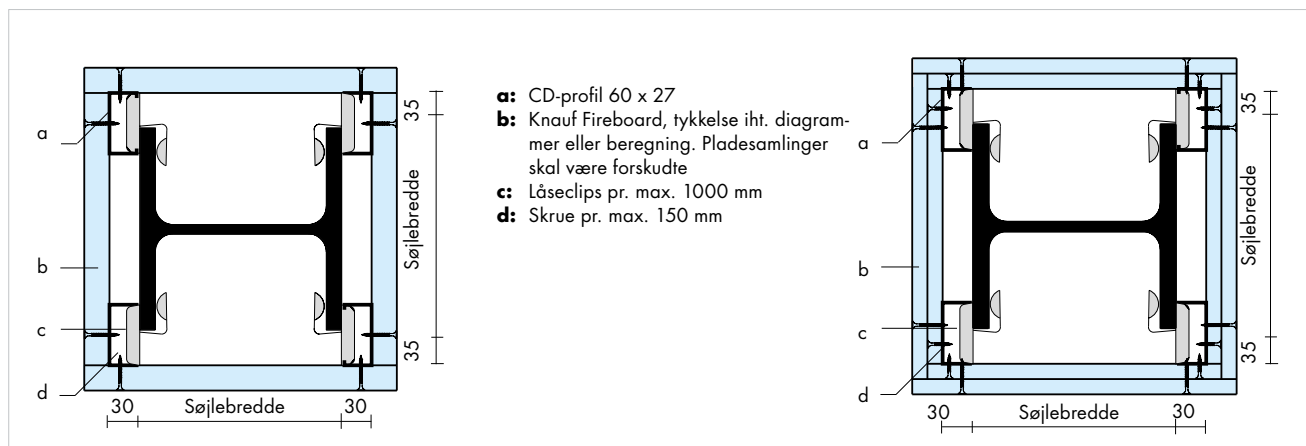 a
b
c
d
30
Søjlebredde
30
35
Søjlebredde
35
a: CD-profil 60 x 27
b: Knauf Fireboard, tykkelse iht. diagram-
mer eller beregning. Pladesamlinger
skal være forskudte
c: Låseclips pr. max. 1000 mm
d: Skrue pr. max. 150 mm
a
b
c
d
30
Søjlebredde
30
35
Søjlebredde
35